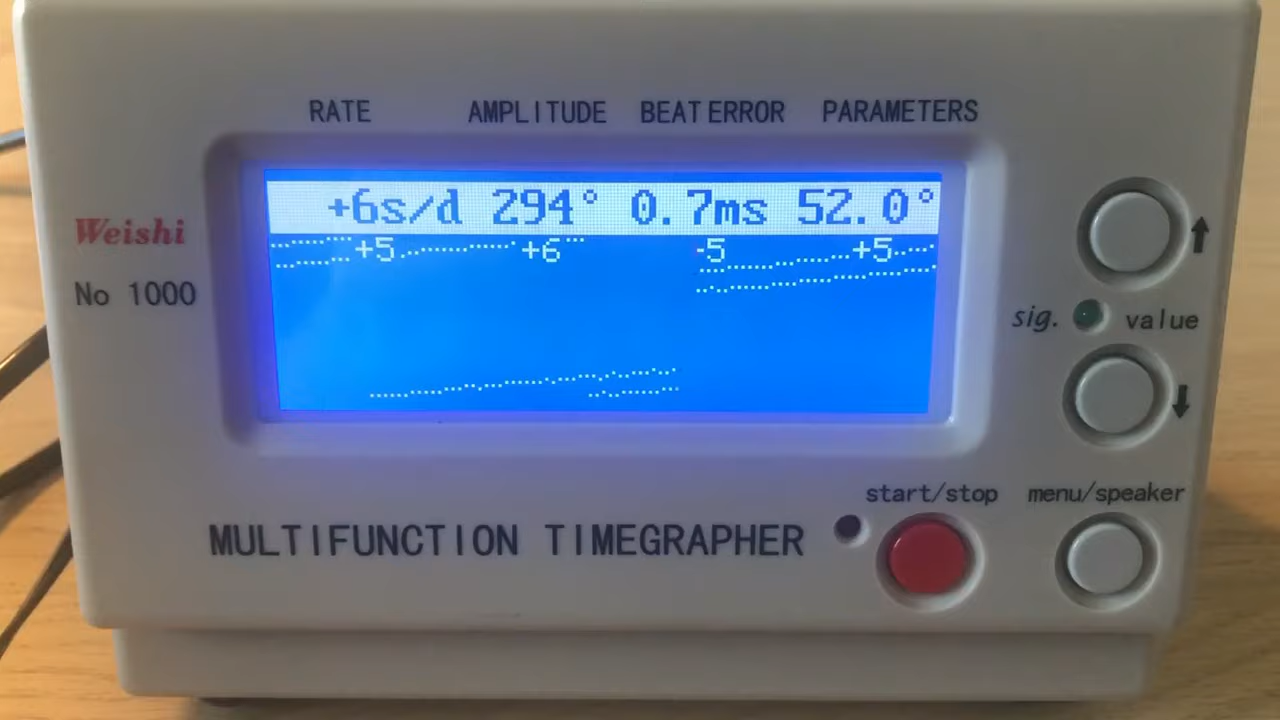 RATE AMPLITUDE BEAT ERROR PARAMETERS
+6s/d 294° 0.7ms 52.0°
+5 +6 -5 +5
Weishi
No 1000
sig. value
start/stop menu/speaker
MULTIFUNCTION TIMEGRAPHER